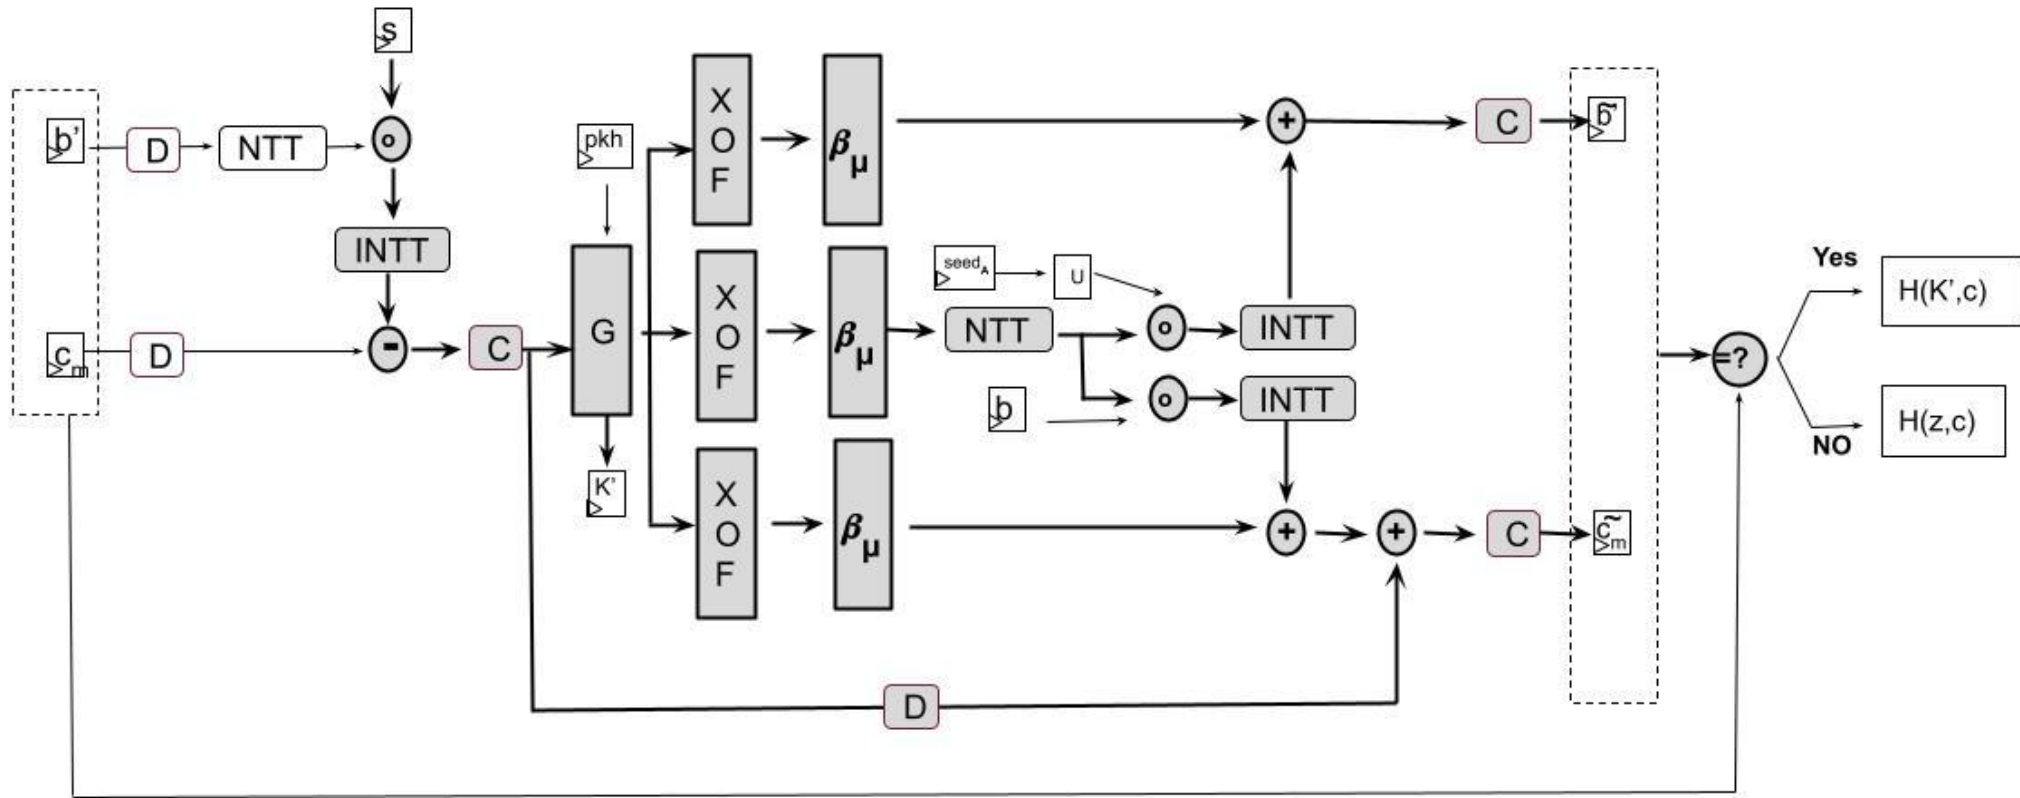 s
b'
D
NTT
o
INTT
c_m
D
-
C
pkh
G
K'
X
O
F
β_μ
X
O
F
β_μ
X
O
F
β_μ
seed_A
U
NTT
o
INTT
b
o
INTT
+
C
b̃
+
+
C
c̃_m
D
=?
Yes
H(K',c)
NO
H(z,c)